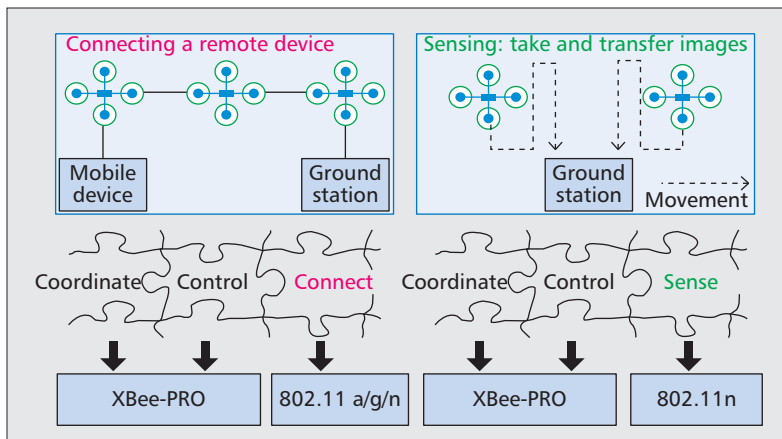 Connecting a remote device
Mobile
device
Ground
station
Sensing: take and transfer images
Ground
station
Movement
Coordinate
Control
Connect
Coordinate
Control
Sense
XBee-PRO
802.11 a/g/n
XBee-PRO
802.11n